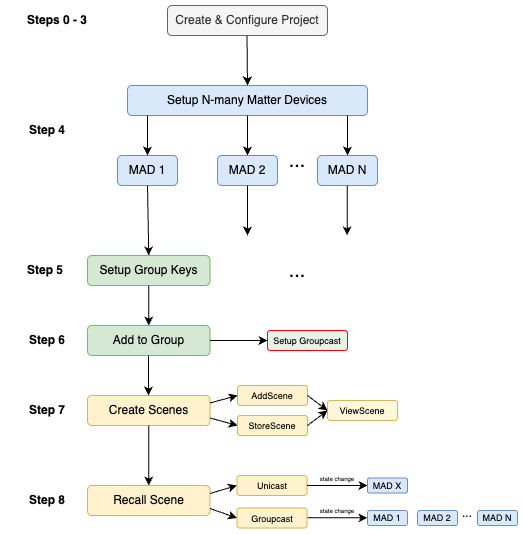 Steps 0 - 3
Create & Configure Project
Setup N-many Matter Devices
Step 4
MAD 1
MAD 2
...
MAD N
Step 5
Setup Group Keys
...
Step 6
Add to Group
Setup Groupcast
Step 7
Create Scenes
AddScene
StoreScene
ViewScene
Step 8
Recall Scene
Unicast
state change
MAD X
Groupcast
state change
MAD 1
MAD 2
...
MAD N